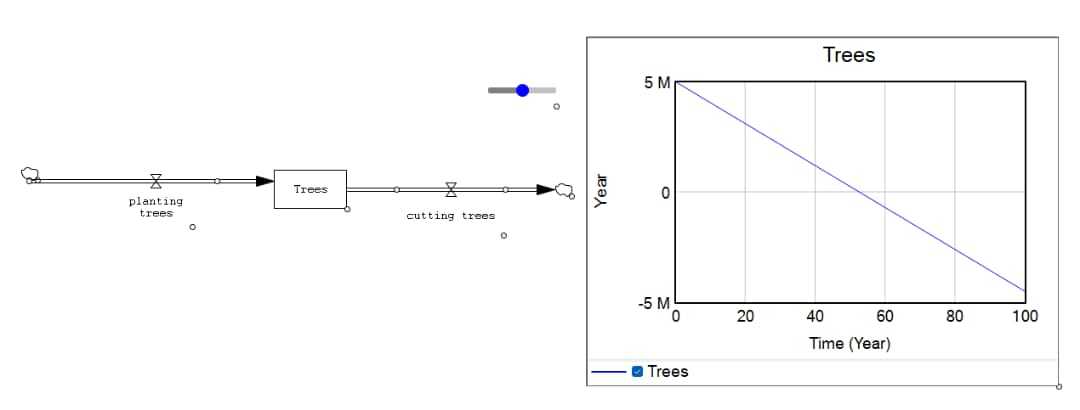 planting
trees
Trees
cutting trees
Trees
Year
5 M
0
-5 M
0
20
40
60
80
100
Time (Year)
Trees